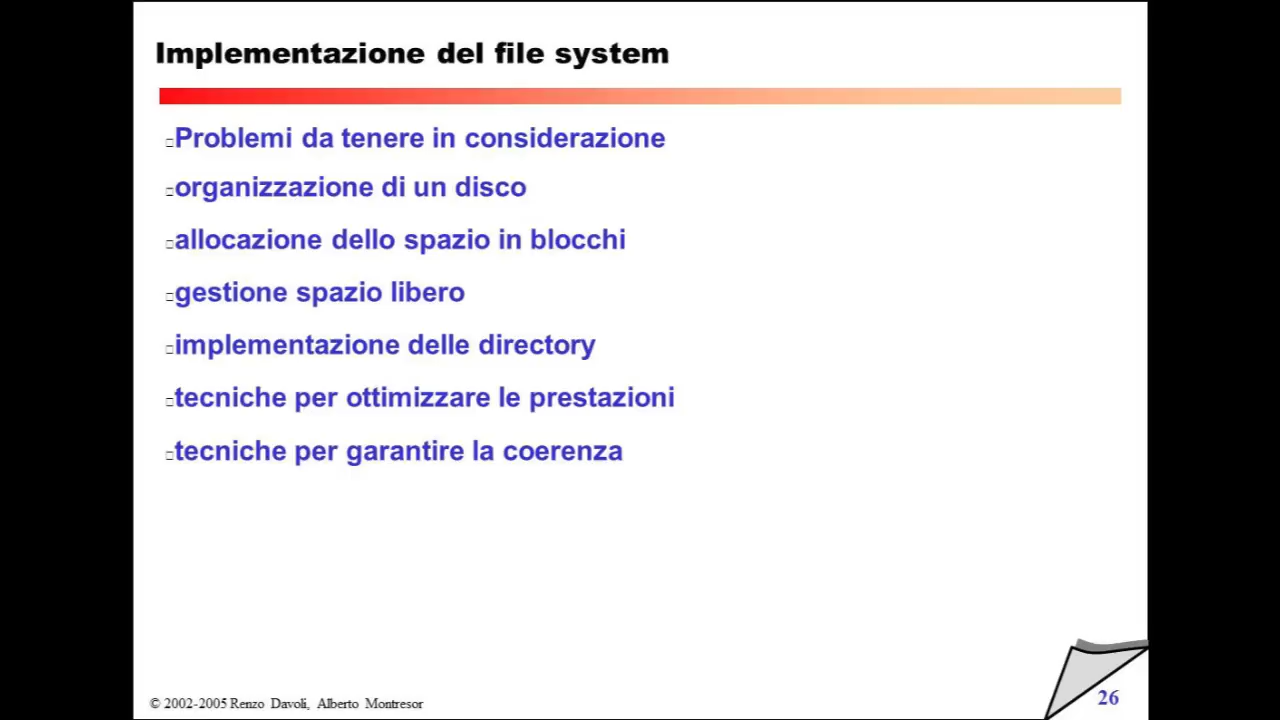 Implementazione del file system
Problemi da tenere in considerazione
organizzazione di un disco
allocazione dello spazio in blocchi
gestione spazio libero
implementazione delle directory
tecniche per ottimizzare le prestazioni
tecniche per garantire la coerenza
© 2002-2005 Renzo Davoli, Alberto Montresor
26